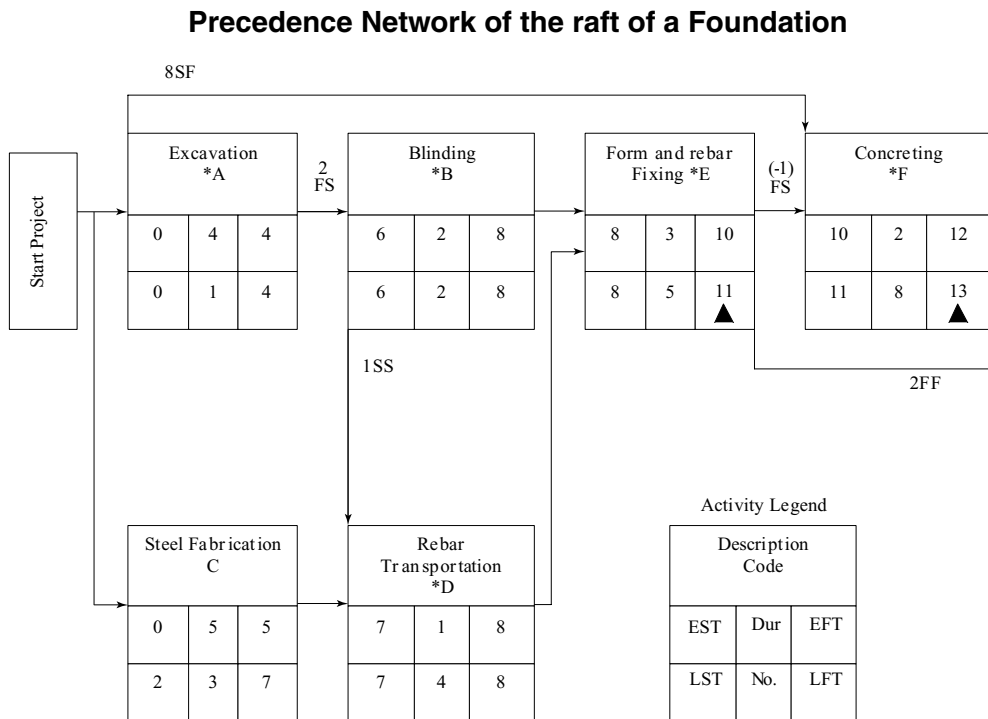 Precedence Network of the raft of a Foundation
8SF
Start Project
Excavation
*A
0 4 4
0 1 4
2
FS
Blinding
*B
6 2 8
6 2 8
Form and rebar
Fixing *E
8 3 10
8 5 11
(-1)
FS
Concreting
*F
10 2 12
11 8 13
1SS
2FF
Steel Fabrication
C
0 5 5
2 3 7
Rebar
Transportation
*D
7 1 8
7 4 8
Activity Legend
Description
Code
EST Dur EFT
LST No. LFT